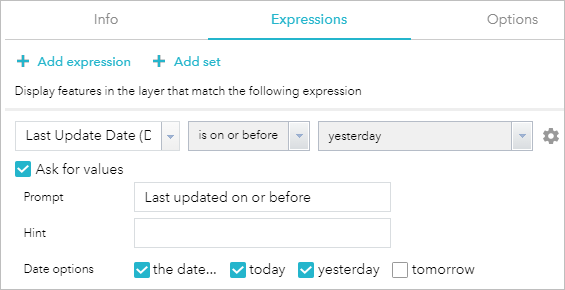 Info Expressions Options
+ Add expression + Add set
Display features in the layer that match the following expression
Last Update Date (D is on or before yesterday
Ask for values
Prompt Last updated on or before
Hint
Date options the date... today yesterday tomorrow